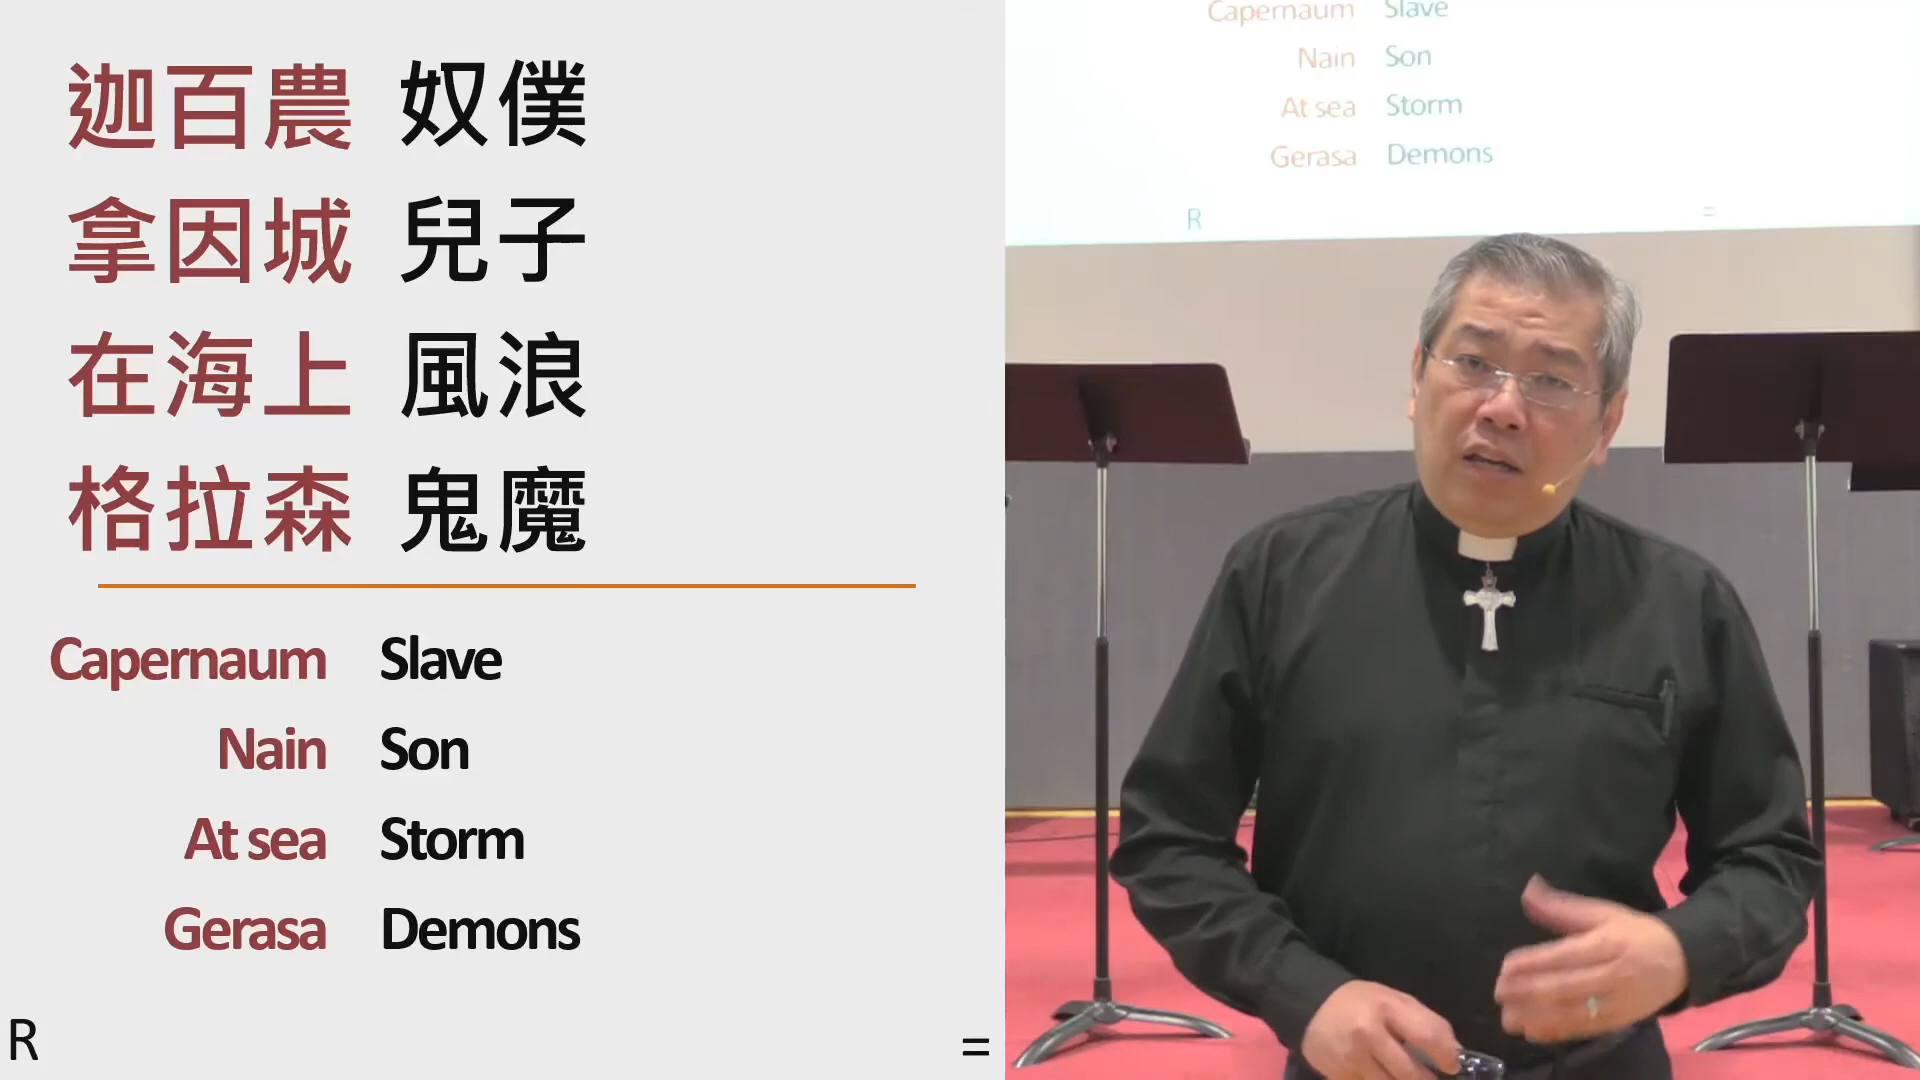 迦百農 奴僕
拿因城 兒子
在海上 風浪
格拉森 鬼魔
Capernaum Slave
Nain Son
At sea Storm
Gerasa Demons
R =
Capernaum Slave
Nain Son
At sea Storm
Gerasa Demons
R =